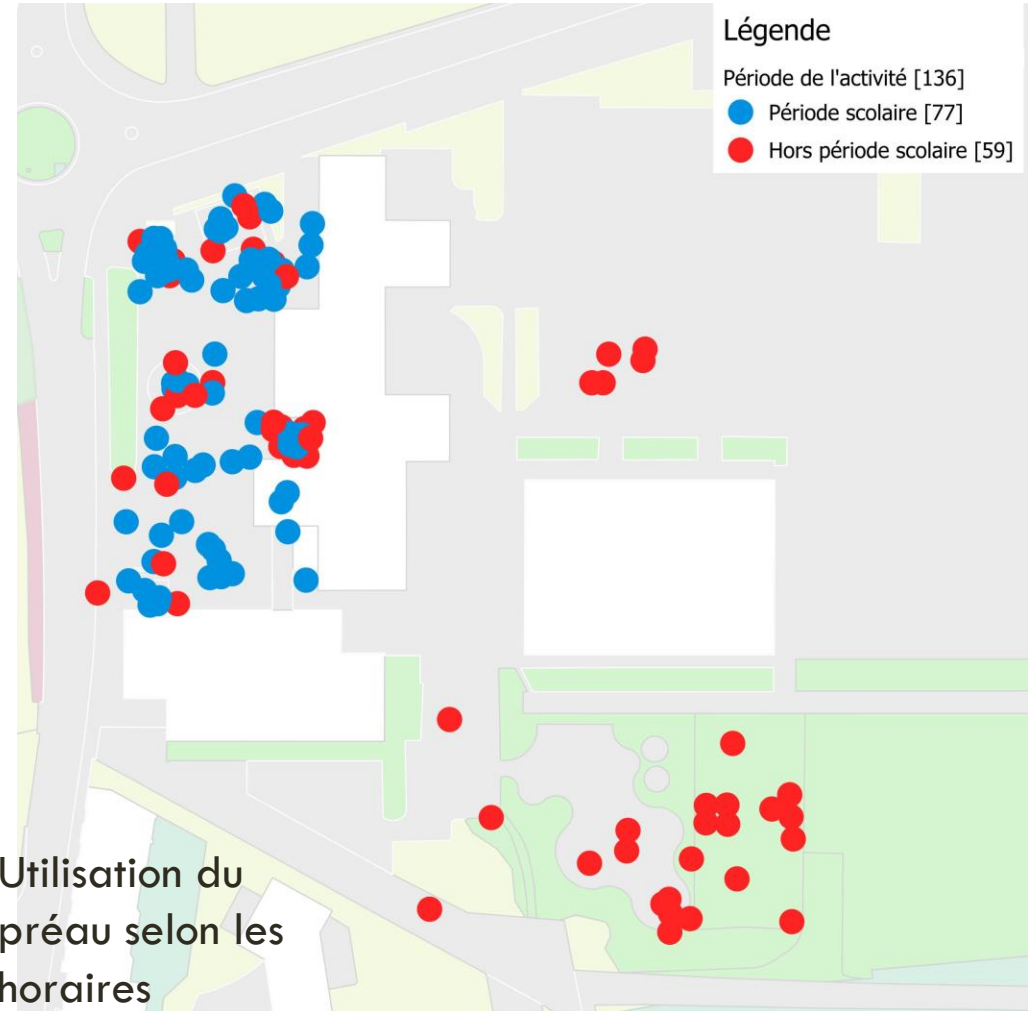 Légende
Période de l'activité [136]
Période scolaire [77]
Hors période scolaire [59]
Utilisation du
préau selon les
horaires